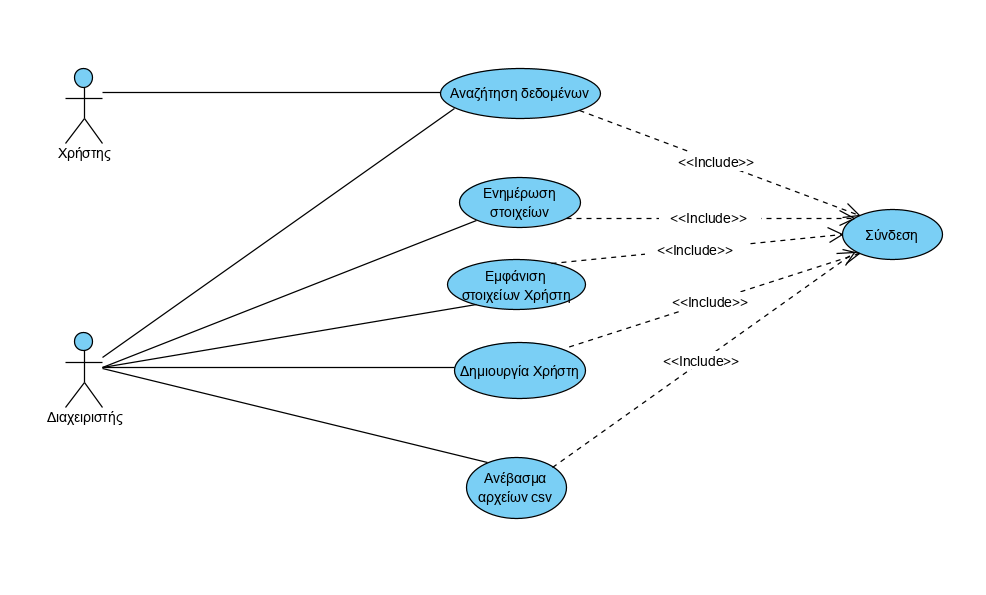 Χρήστης
Αναζήτηση δεδομένων
<<Include>>
Ενημέρωση
στοιχείων
<<Include>>
Σύνδεση
<<Include>>
Εμφάνιση
στοιχείων Χρήστη
<<Include>>
Δημιουργία Χρήστη
<<Include>>
Διαχειριστής
Ανέβασμα
αρχείων csv